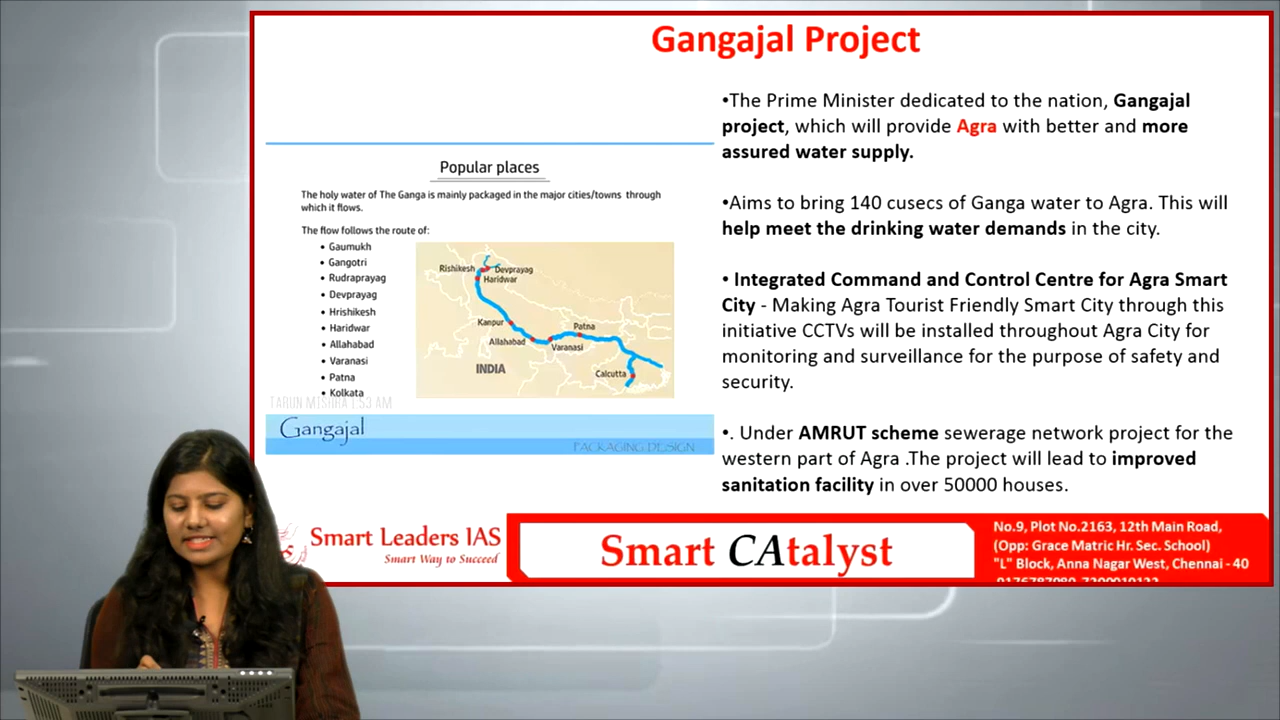 Gangajal Project
Popular places
The holy water of The Ganga is mainly packaged in the major cities/towns through
which it flows.
The flow follows the route of:
• Gaumukh
• Gangotri
• Rudraprayag
• Devprayag
• Hrishikesh
• Haridwar
• Allahabad
• Varanasi
• Patna
• Kolkata
Rishikesh
Devprayag
Haridwar
Kanpur
Patna
Allahabad
Varanasi
Calcutta
INDIA
TARUN MISHRA 1:53 AM
Gangajal
PACKAGING DESIGN
•The Prime Minister dedicated to the nation, Gangajal
project, which will provide Agra with better and more
assured water supply.
•Aims to bring 140 cusecs of Ganga water to Agra. This will
help meet the drinking water demands in the city.
• Integrated Command and Control Centre for Agra Smart
City - Making Agra Tourist Friendly Smart City through this
initiative CCTVs will be installed throughout Agra City for
monitoring and surveillance for the purpose of safety and
security.
•. Under AMRUT scheme sewerage network project for the
western part of Agra .The project will lead to improved
sanitation facility in over 50000 houses.
Smart Leaders IAS
Smart Way to Succeed
Smart CAtalyst
No.9, Plot No.2163, 12th Main Road,
(Opp: Grace Matric Hr. Sec. School)
"L" Block, Anna Nagar West, Chennai - 40